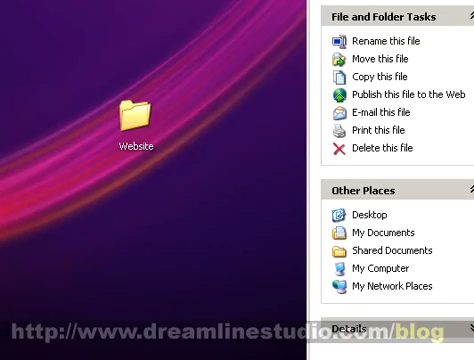 Website
File and Folder Tasks
Rename this file
Move this file
Copy this file
Publish this file to the Web
E-mail this file
Print this file
Delete this file
Other Places
Desktop
My Documents
Shared Documents
My Computer
My Network Places
Details
http://www.dreamlinestudio.com/blog